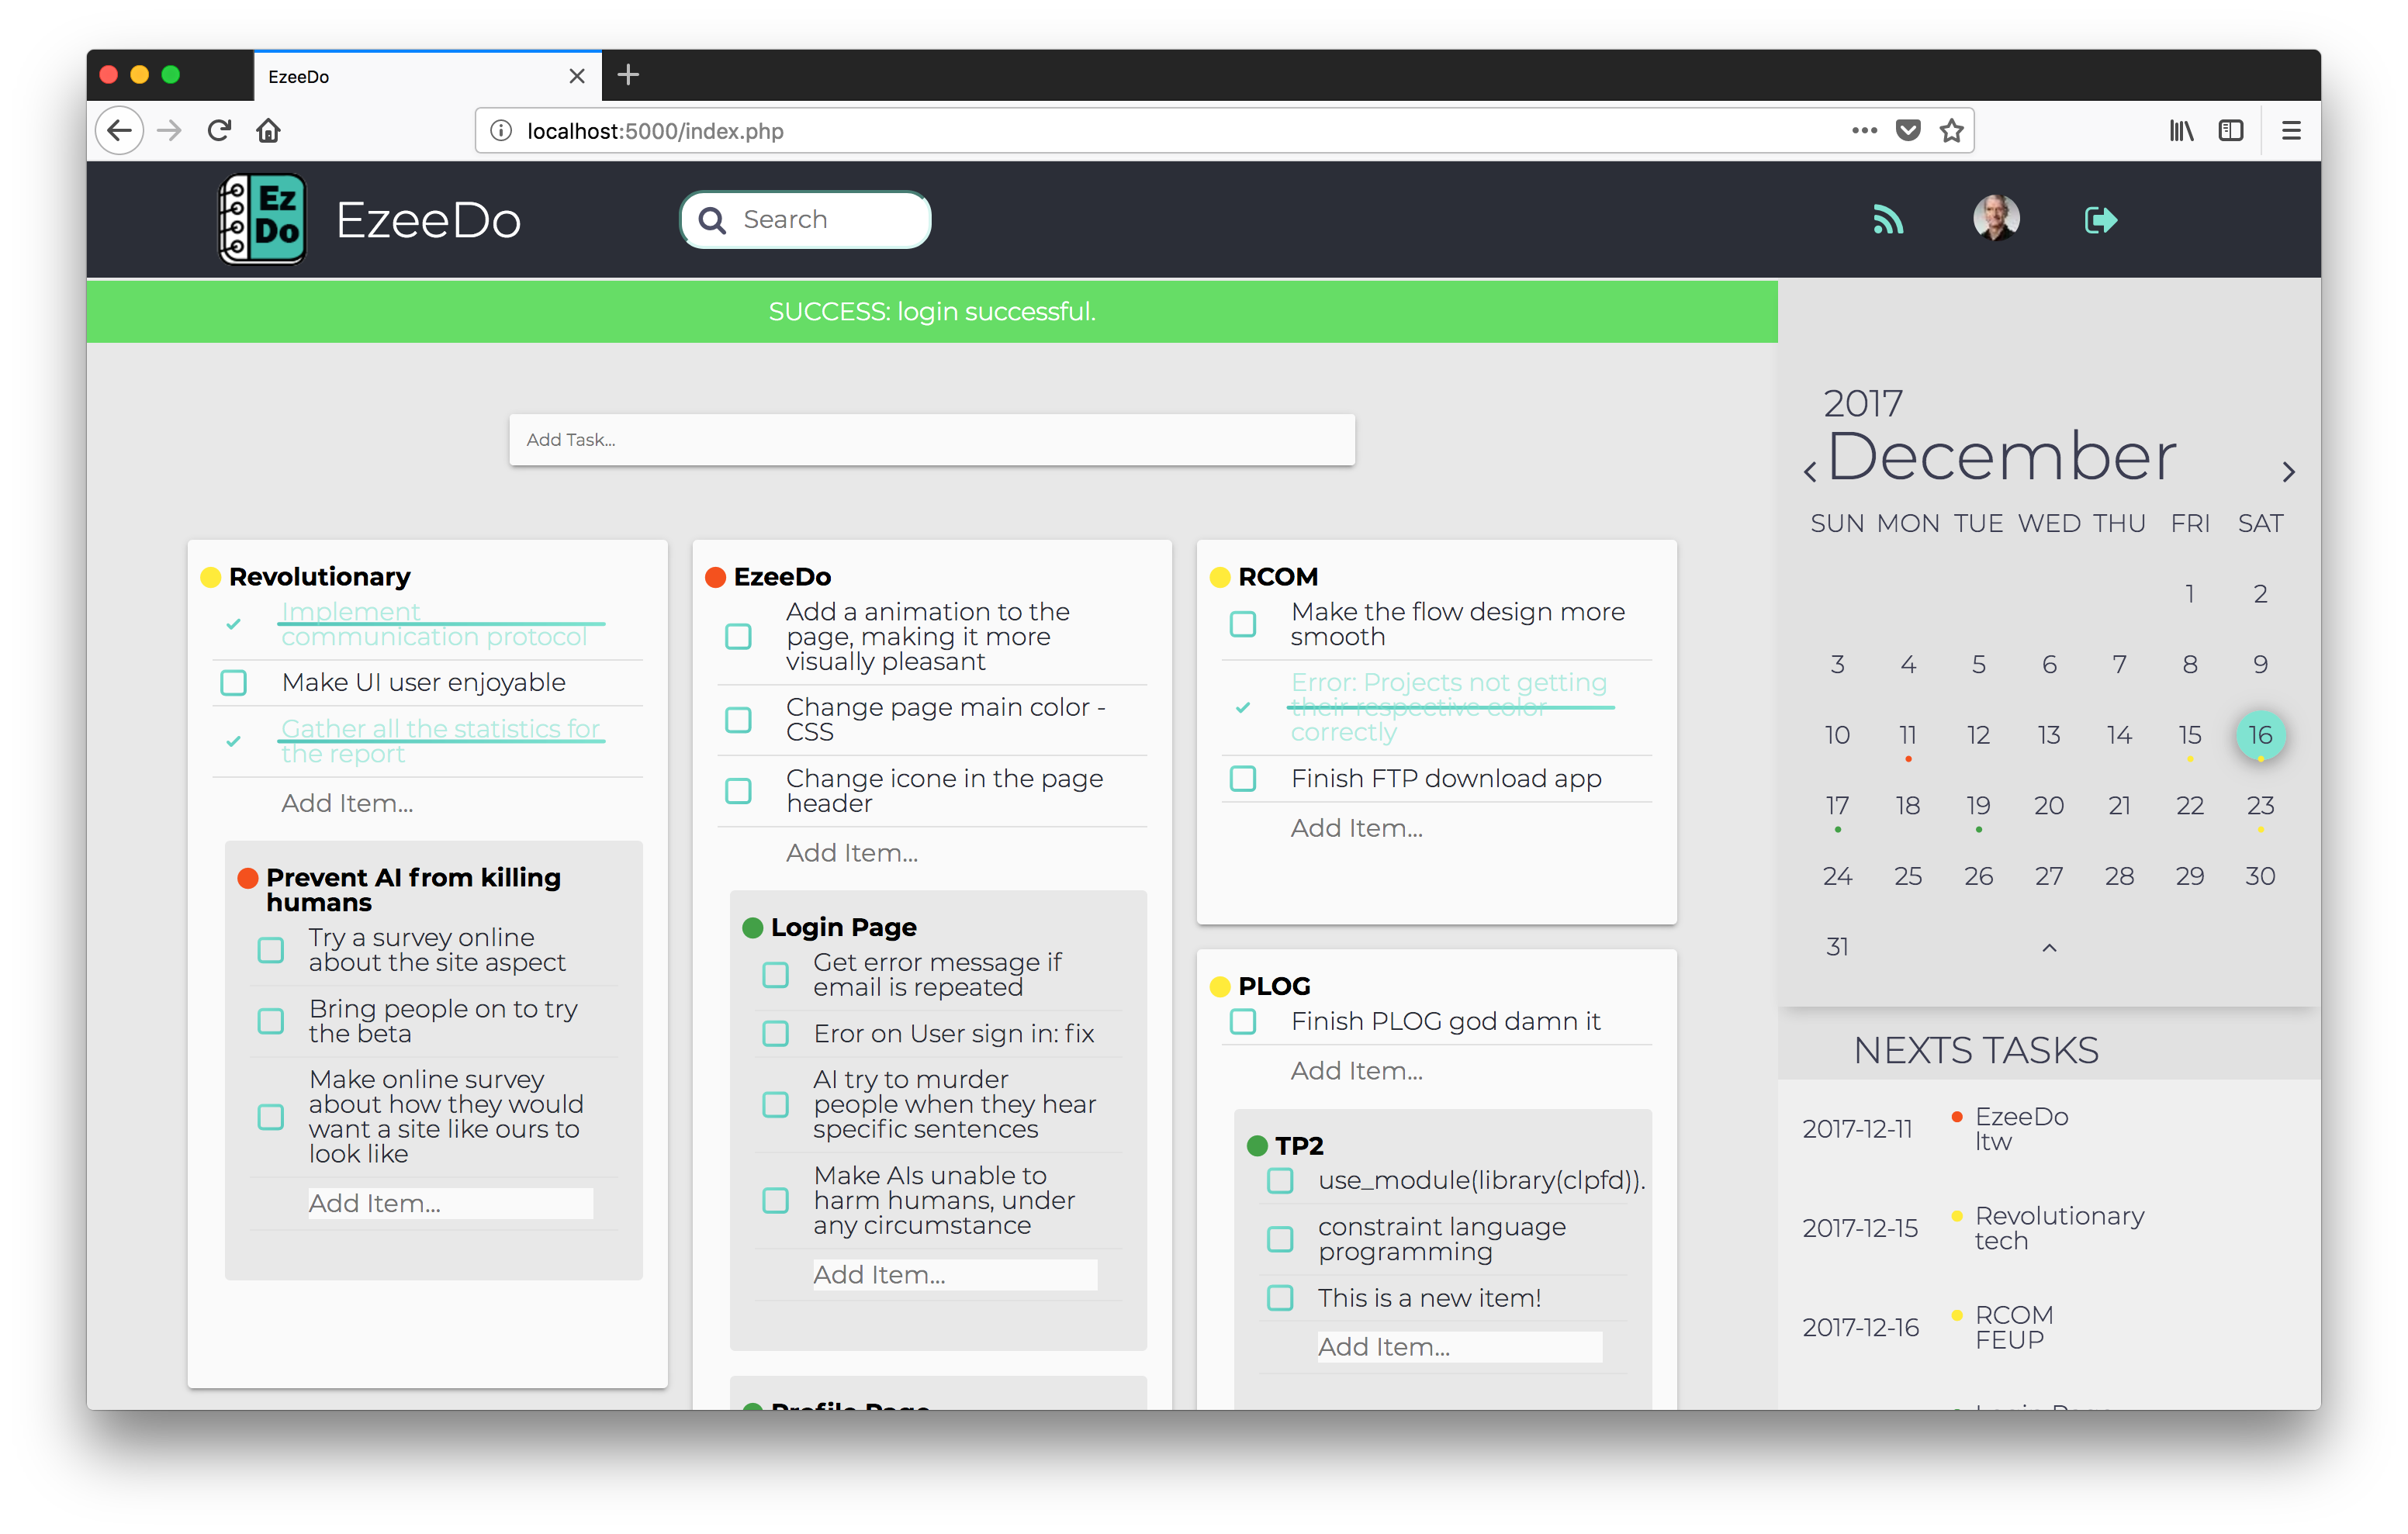 EzeeDo
localhost:5000/index.php
Ez
Do
EzeeDo
Search
SUCCESS: login successful.
Add Task...
Revolutionary
Implement
communication protocol
Make UI user enjoyable
Gather all the statistics for
the report
Add Item...
Prevent AI from killing
humans
Try a survey online
about the site aspect
Bring people on to try
the beta
Make online survey
about how they would
want a site like ours to
look like
Add Item...
EzeeDo
Add a animation to the
page, making it more
visually pleasant
Change page main color -
CSS
Change icone in the page
header
Add Item...
Login Page
Get error message if
email is repeated
Eror on User sign in: fix
AI try to murder
people when they hear
specific sentences
Make AIs unable to
harm humans, under
any circumstance
Add Item...
Profile Page
RCOM
Make the flow design more
smooth
Error: Projects not getting
their respective color
correctly
Finish FTP download app
Add Item...
PLOG
Finish PLOG god damn it
Add Item...
TP2
use_module(library(clpfd)).
constraint language
programming
This is a new item!
Add Item...
2017
December
SUN MON TUE WED THU FRI SAT
1 2
3 4 5 6 7 8 9
10 11 12 13 14 15 16
17 18 19 20 21 22 23
24 25 26 27 28 29 30
31
NEXTS TASKS
2017-12-11 EzeeDo
ltw
2017-12-15 Revolutionary
tech
2017-12-16 RCOM
FEUP